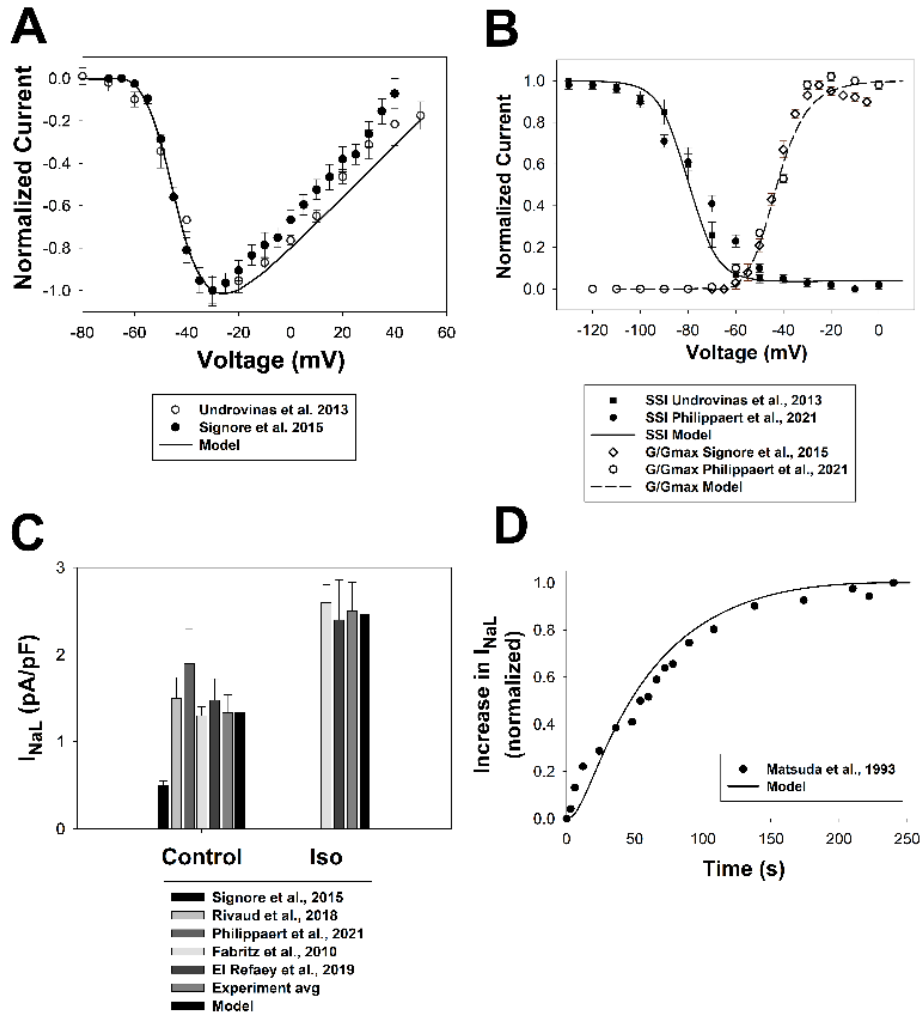 A
0.0
-0.2
-0.4
-0.6
-0.8
-1.0
Normalized Current
-80 -60 -40 -20 0 20 40 60
Voltage (mV)
Undrovinas et al. 2013
Signore et al. 2015
Model
B
1.0
0.8
0.6
0.4
0.2
0.0
Normalized Current
-120 -100 -80 -60 -40 -20 0
Voltage (mV)
SSI Undrovinas et al., 2013
SSI Philippaert et al., 2021
SSI Model
G/Gmax Signore et al., 2015
G/Gmax Philippaert et al., 2021
G/Gmax Model
C
3
2
1
0
INaL (pA/pF)
Control Iso
Signore et al., 2015
Rivaud et al., 2018
Philippaert et al., 2021
Fabritz et al., 2010
El Refaey et al., 2019
Experiment avg
Model
D
1.0
0.8
0.6
0.4
0.2
0.0
Increase in INaL
(normalized)
Matsuda et al., 1993
Model
0 50 100 150 200 250
Time (s)